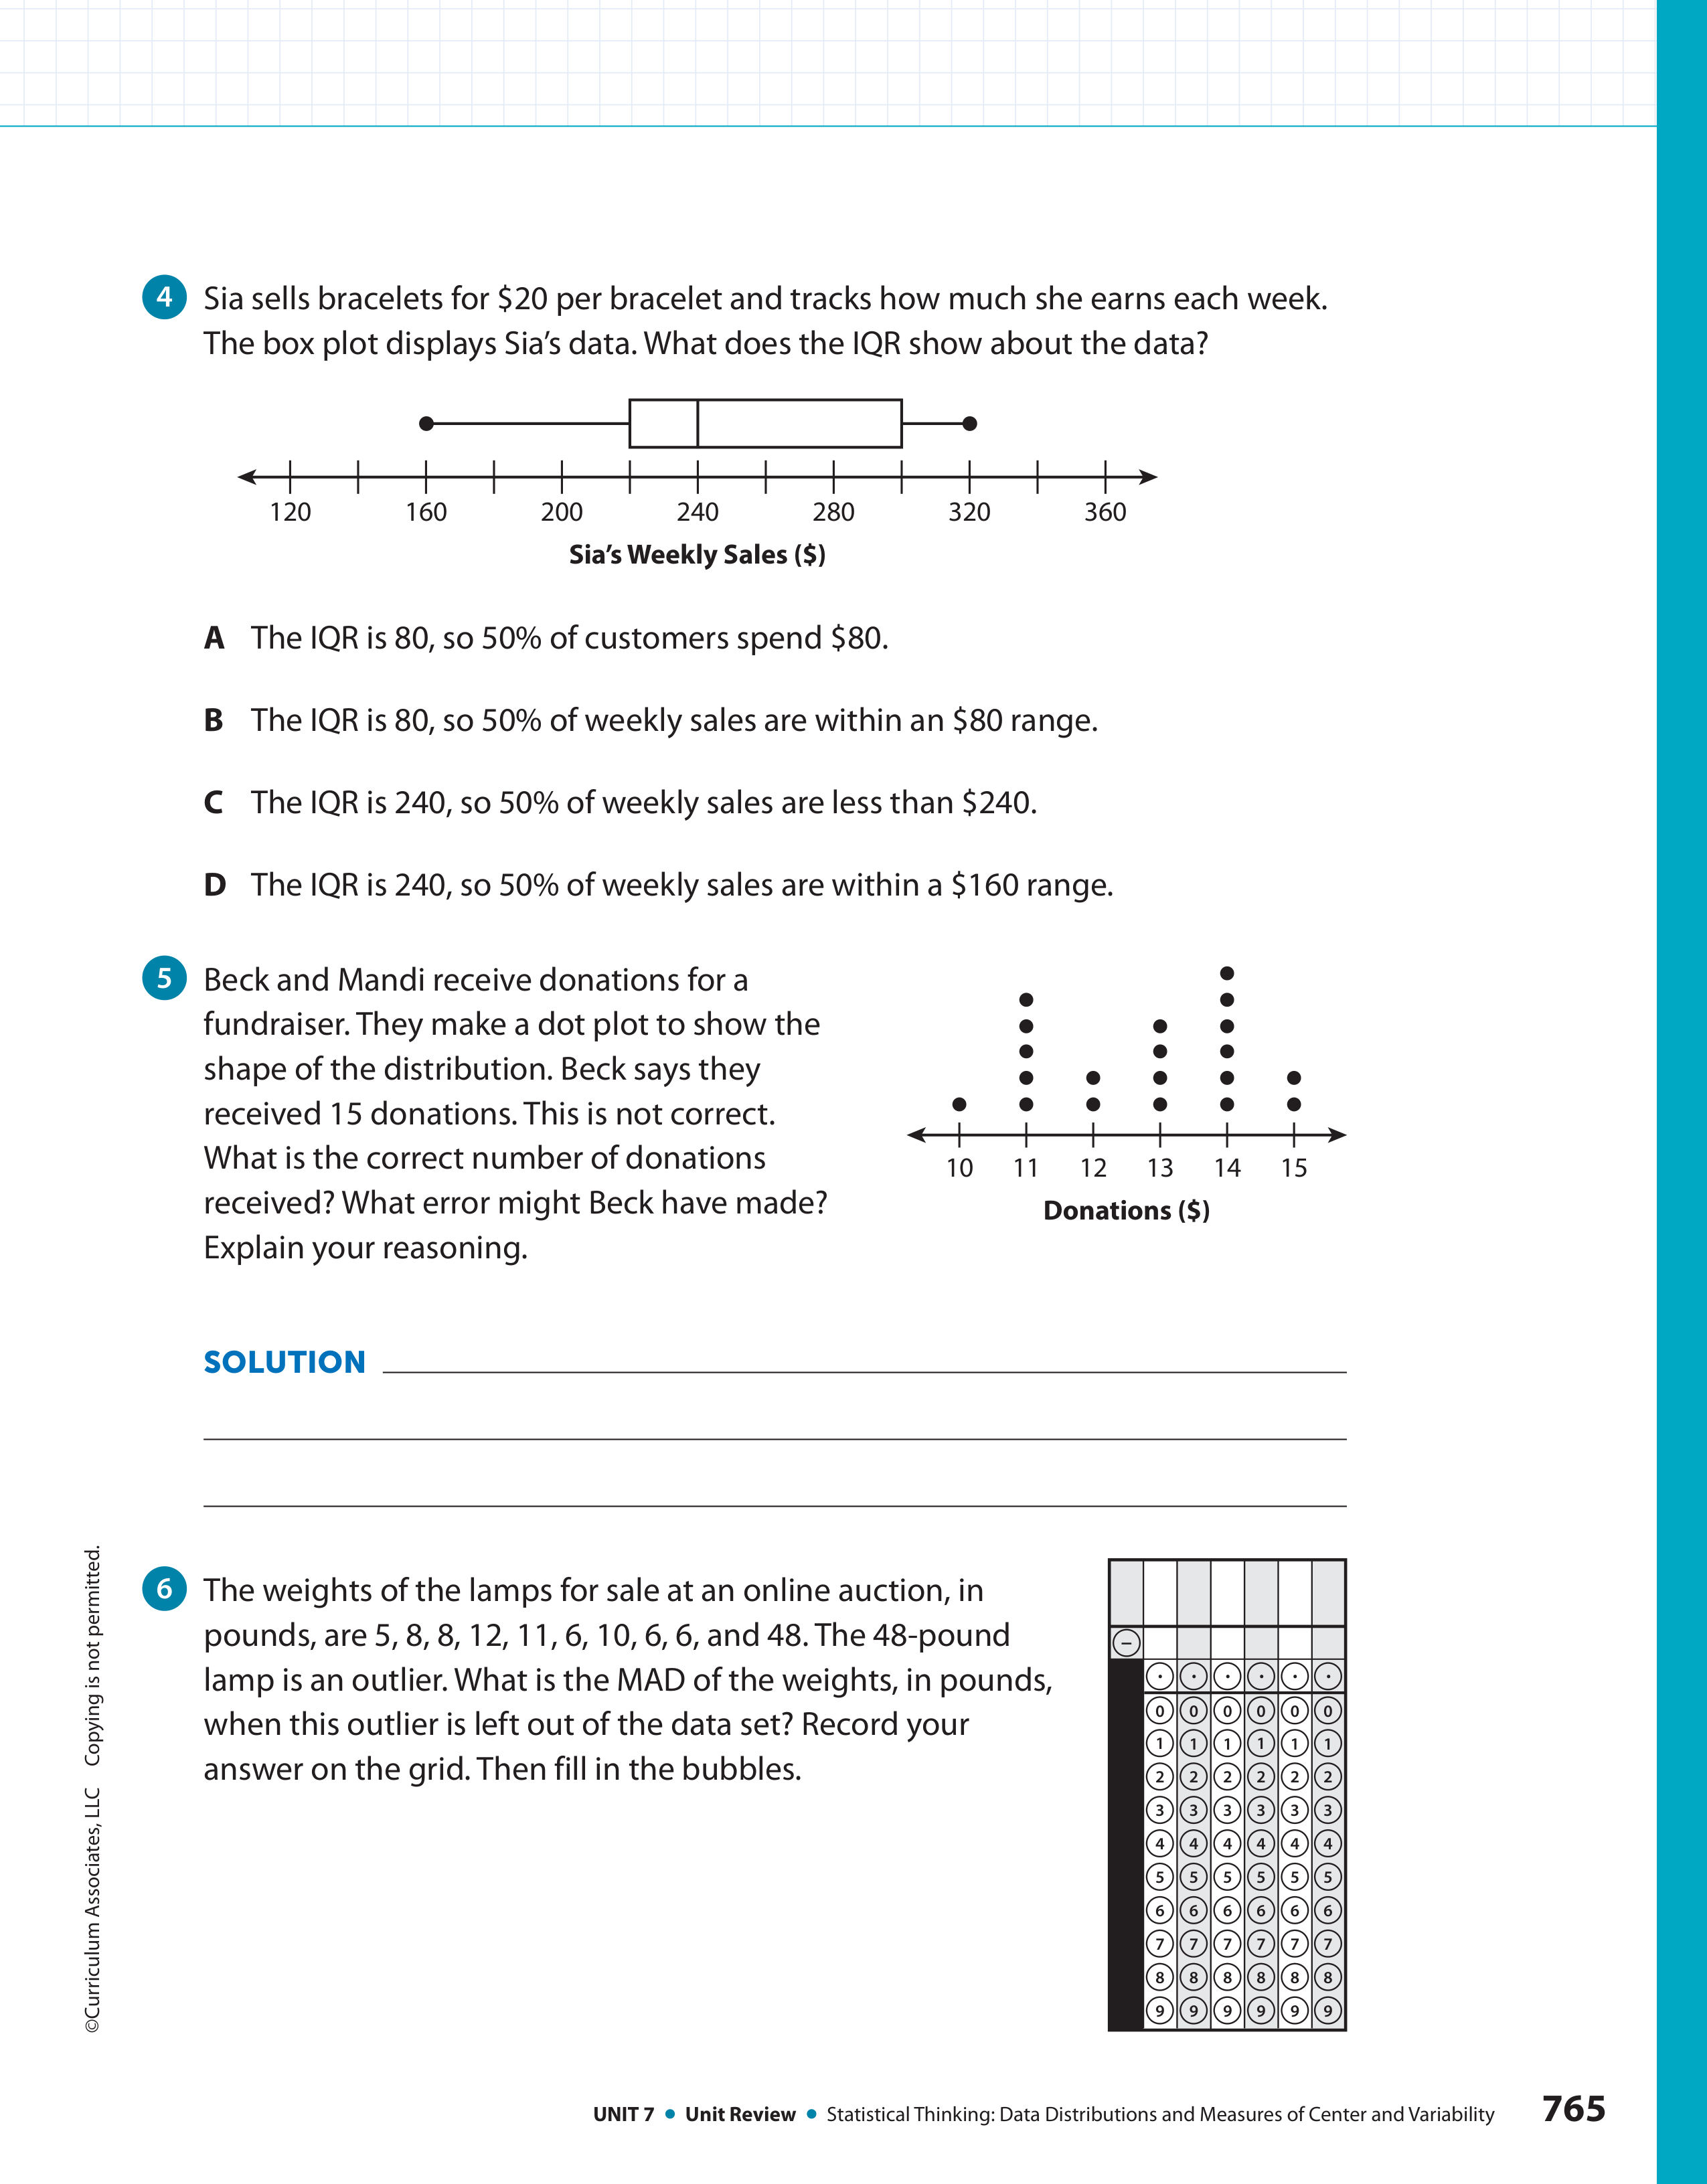 4 Sia sells bracelets for $20 per bracelet and tracks how much she earns each week.
The box plot displays Sia’s data. What does the IQR show about the data?
120 160 200 240 280 320 360
Sia’s Weekly Sales ($)
A The IQR is 80, so 50% of customers spend $80.
B The IQR is 80, so 50% of weekly sales are within an $80 range.
C The IQR is 240, so 50% of weekly sales are less than $240.
D The IQR is 240, so 50% of weekly sales are within a $160 range.
5 Beck and Mandi receive donations for a
fundraiser. They make a dot plot to show the
shape of the distribution. Beck says they
received 15 donations. This is not correct.
What is the correct number of donations
received? What error might Beck have made?
Explain your reasoning.
10 11 12 13 14 15
Donations ($)
SOLUTION
6 The weights of the lamps for sale at an online auction, in
pounds, are 5, 8, 8, 12, 11, 6, 10, 6, 6, and 48. The 48-pound
lamp is an outlier. What is the MAD of the weights, in pounds,
when this outlier is left out of the data set? Record your
answer on the grid. Then fill in the bubbles.
−
· · · · · ·
0 0 0 0 0 0
1 1 1 1 1 1
2 2 2 2 2 2
3 3 3 3 3 3
4 4 4 4 4 4
5 5 5 5 5 5
6 6 6 6 6 6
7 7 7 7 7 7
8 8 8 8 8 8
9 9 9 9 9 9
©Curriculum Associates, LLC Copying is not permitted.
UNIT 7 • Unit Review • Statistical Thinking: Data Distributions and Measures of Center and Variability 765